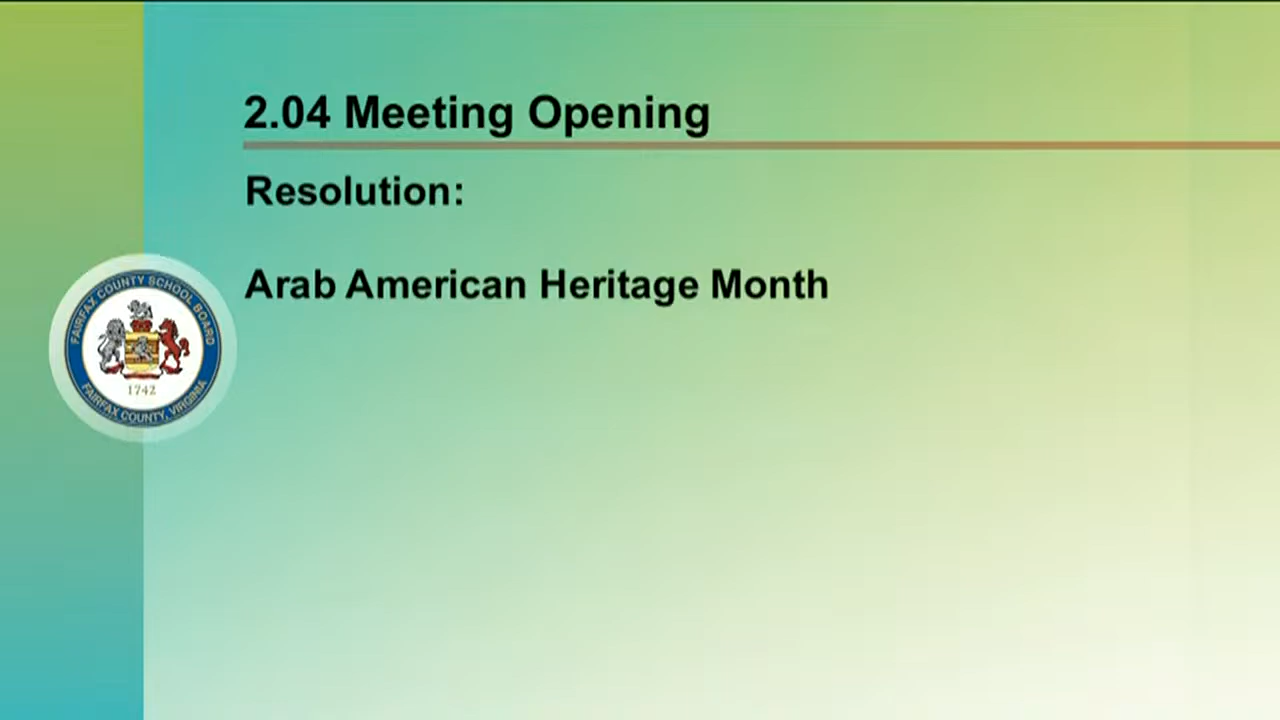 2.04 Meeting Opening
Resolution:
Arab American Heritage Month
FAIRFAX COUNTY SCHOOL BOARD
1742
FAIRFAX COUNTY, VIRGINIA